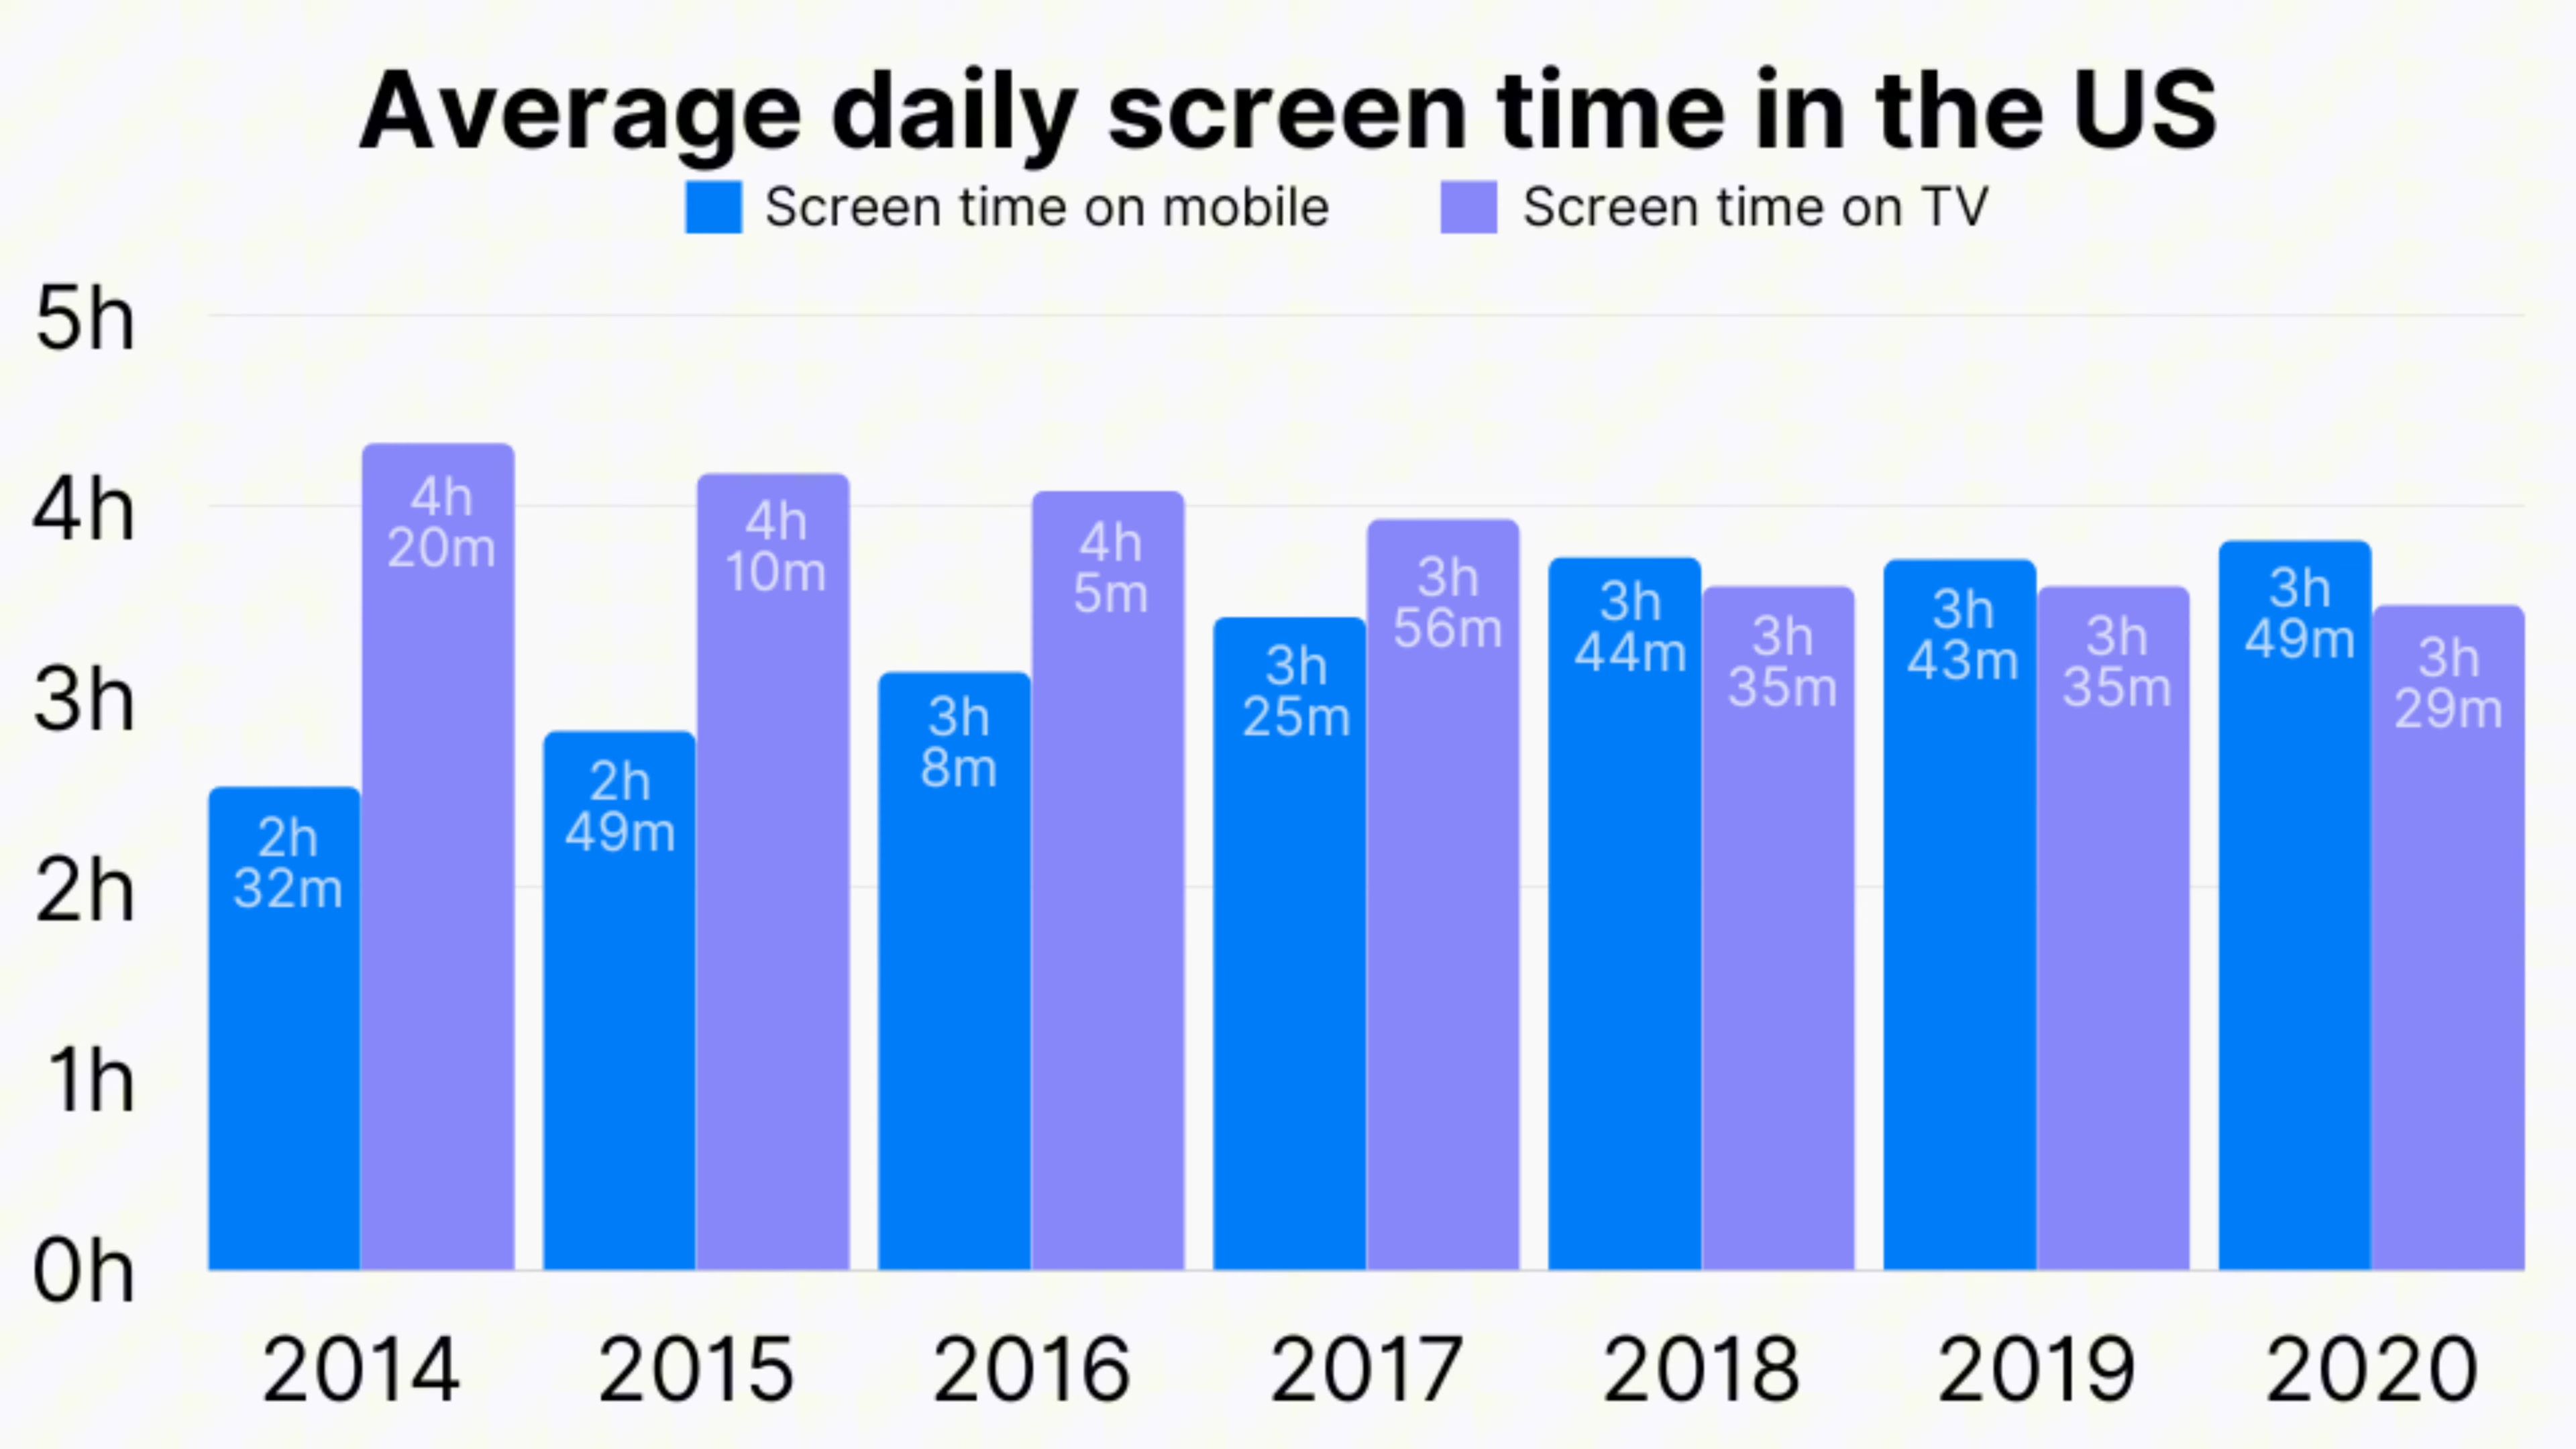 Average daily screen time in the US
Screen time on mobile
Screen time on TV
5h
4h
3h
2h
1h
0h
2h
32m
4h
20m
2h
49m
4h
10m
3h
8m
4h
5m
3h
25m
3h
56m
3h
44m
3h
35m
3h
43m
3h
35m
3h
49m
3h
29m
2014
2015
2016
2017
2018
2019
2020